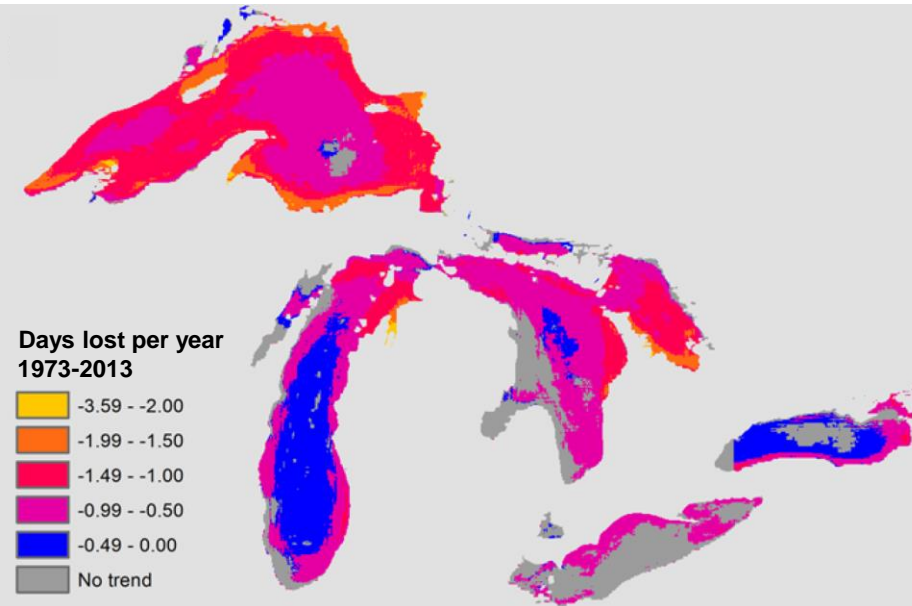 Days lost per year
1973-2013
-3.59 - -2.00
-1.99 - -1.50
-1.49 - -1.00
-0.99 - -0.50
-0.49 - 0.00
No trend